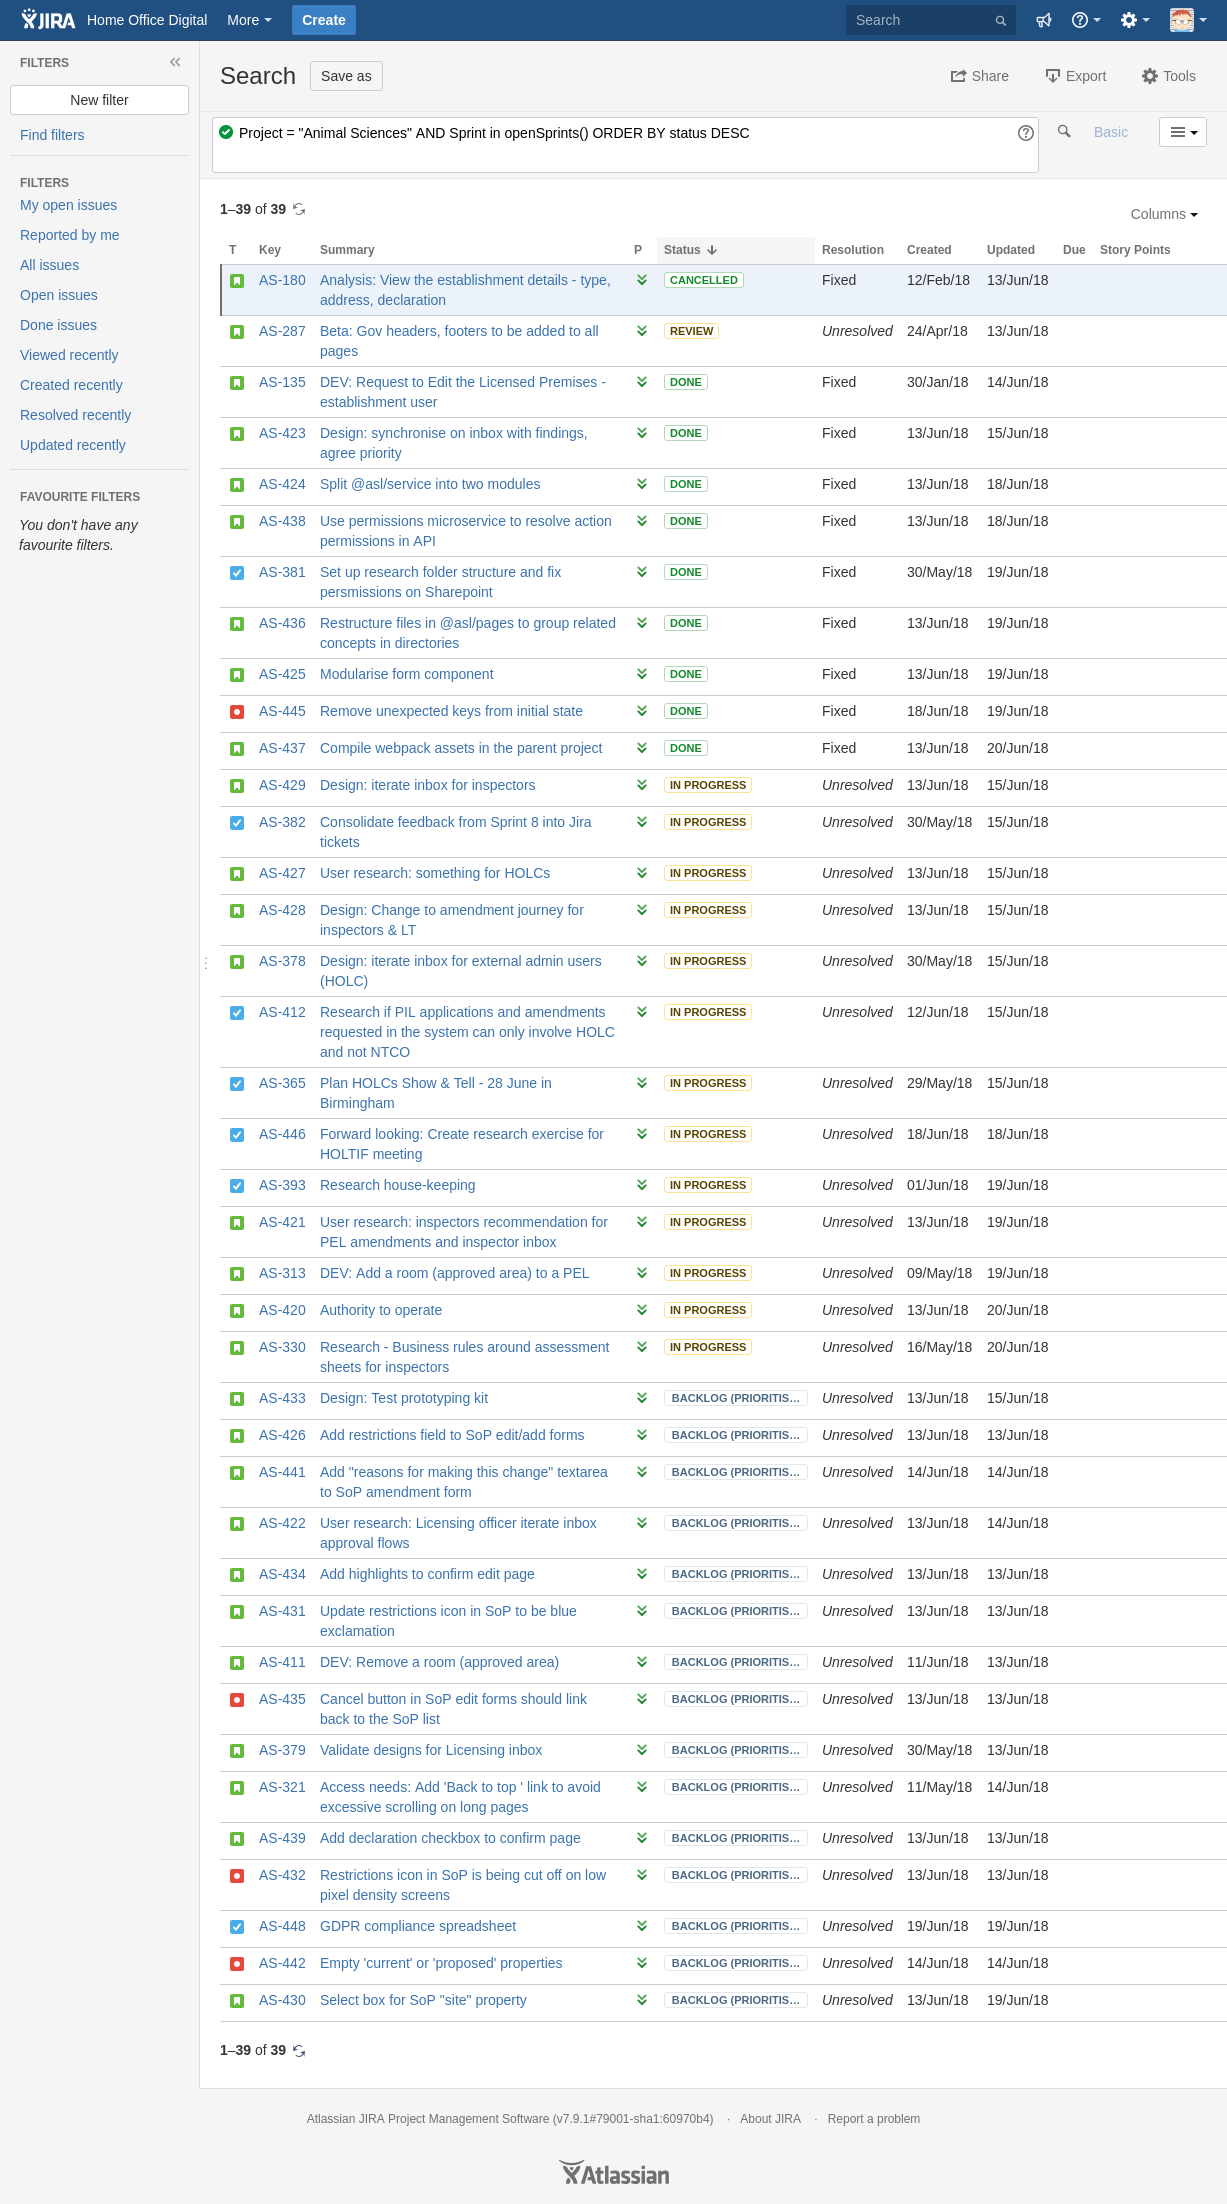 JIRA Home Office Digital More Create Search
FILTERS
New filter
Find filters
FILTERS
My open issues
Reported by me
All issues
Open issues
Done issues
Viewed recently
Created recently
Resolved recently
Updated recently
FAVOURITE FILTERS
You don't have any
favourite filters.
Search Save as Share Export Tools
Project = "Animal Sciences" AND Sprint in openSprints() ORDER BY status DESC Basic
1–39 of 39
Columns
T Key Summary P Status Resolution Created Updated Due Story Points
AS-180 Analysis: View the establishment details - type, CANCELLED Fixed 12/Feb/18 13/Jun/18
address, declaration
AS-287 Beta: Gov headers, footers to be added to all REVIEW Unresolved 24/Apr/18 13/Jun/18
pages
AS-135 DEV: Request to Edit the Licensed Premises - DONE Fixed 30/Jan/18 14/Jun/18
establishment user
AS-423 Design: synchronise on inbox with findings, DONE Fixed 13/Jun/18 15/Jun/18
agree priority
AS-424 Split @asl/service into two modules DONE Fixed 13/Jun/18 18/Jun/18
AS-438 Use permissions microservice to resolve action DONE Fixed 13/Jun/18 18/Jun/18
permissions in API
AS-381 Set up research folder structure and fix DONE Fixed 30/May/18 19/Jun/18
persmissions on Sharepoint
AS-436 Restructure files in @asl/pages to group related DONE Fixed 13/Jun/18 19/Jun/18
concepts in directories
AS-425 Modularise form component DONE Fixed 13/Jun/18 19/Jun/18
AS-445 Remove unexpected keys from initial state DONE Fixed 18/Jun/18 19/Jun/18
AS-437 Compile webpack assets in the parent project DONE Fixed 13/Jun/18 20/Jun/18
AS-429 Design: iterate inbox for inspectors IN PROGRESS Unresolved 13/Jun/18 15/Jun/18
AS-382 Consolidate feedback from Sprint 8 into Jira IN PROGRESS Unresolved 30/May/18 15/Jun/18
tickets
AS-427 User research: something for HOLCs IN PROGRESS Unresolved 13/Jun/18 15/Jun/18
AS-428 Design: Change to amendment journey for IN PROGRESS Unresolved 13/Jun/18 15/Jun/18
inspectors & LT
AS-378 Design: iterate inbox for external admin users IN PROGRESS Unresolved 30/May/18 15/Jun/18
(HOLC)
AS-412 Research if PIL applications and amendments IN PROGRESS Unresolved 12/Jun/18 15/Jun/18
requested in the system can only involve HOLC
and not NTCO
AS-365 Plan HOLCs Show & Tell - 28 June in IN PROGRESS Unresolved 29/May/18 15/Jun/18
Birmingham
AS-446 Forward looking: Create research exercise for IN PROGRESS Unresolved 18/Jun/18 18/Jun/18
HOLTIF meeting
AS-393 Research house-keeping IN PROGRESS Unresolved 01/Jun/18 19/Jun/18
AS-421 User research: inspectors recommendation for IN PROGRESS Unresolved 13/Jun/18 19/Jun/18
PEL amendments and inspector inbox
AS-313 DEV: Add a room (approved area) to a PEL IN PROGRESS Unresolved 09/May/18 19/Jun/18
AS-420 Authority to operate IN PROGRESS Unresolved 13/Jun/18 20/Jun/18
AS-330 Research - Business rules around assessment IN PROGRESS Unresolved 16/May/18 20/Jun/18
sheets for inspectors
AS-433 Design: Test prototyping kit BACKLOG (PRIORITIS... Unresolved 13/Jun/18 15/Jun/18
AS-426 Add restrictions field to SoP edit/add forms BACKLOG (PRIORITIS... Unresolved 13/Jun/18 13/Jun/18
AS-441 Add "reasons for making this change" textarea BACKLOG (PRIORITIS... Unresolved 14/Jun/18 14/Jun/18
to SoP amendment form
AS-422 User research: Licensing officer iterate inbox BACKLOG (PRIORITIS... Unresolved 13/Jun/18 14/Jun/18
approval flows
AS-434 Add highlights to confirm edit page BACKLOG (PRIORITIS... Unresolved 13/Jun/18 13/Jun/18
AS-431 Update restrictions icon in SoP to be blue BACKLOG (PRIORITIS... Unresolved 13/Jun/18 13/Jun/18
exclamation
AS-411 DEV: Remove a room (approved area) BACKLOG (PRIORITIS... Unresolved 11/Jun/18 13/Jun/18
AS-435 Cancel button in SoP edit forms should link BACKLOG (PRIORITIS... Unresolved 13/Jun/18 13/Jun/18
back to the SoP list
AS-379 Validate designs for Licensing inbox BACKLOG (PRIORITIS... Unresolved 30/May/18 13/Jun/18
AS-321 Access needs: Add 'Back to top ' link to avoid BACKLOG (PRIORITIS... Unresolved 11/May/18 14/Jun/18
excessive scrolling on long pages
AS-439 Add declaration checkbox to confirm page BACKLOG (PRIORITIS... Unresolved 13/Jun/18 13/Jun/18
AS-432 Restrictions icon in SoP is being cut off on low BACKLOG (PRIORITIS... Unresolved 13/Jun/18 13/Jun/18
pixel density screens
AS-448 GDPR compliance spreadsheet BACKLOG (PRIORITIS... Unresolved 19/Jun/18 19/Jun/18
AS-442 Empty 'current' or 'proposed' properties BACKLOG (PRIORITIS... Unresolved 14/Jun/18 14/Jun/18
AS-430 Select box for SoP "site" property BACKLOG (PRIORITIS... Unresolved 13/Jun/18 19/Jun/18
1–39 of 39
Atlassian JIRA Project Management Software (v7.9.1#79001-sha1:60970b4) · About JIRA · Report a problem
Atlassian